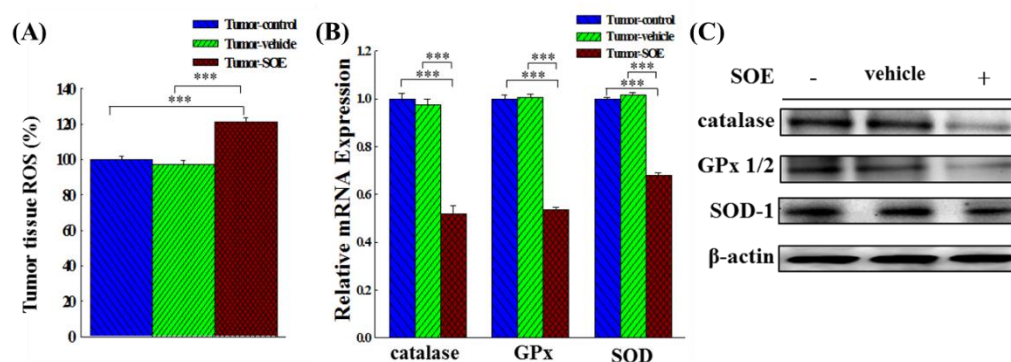 (A)
Tumor-control
Tumor-vehicle
Tumor-SOE
***
***
Tumor tissue ROS (%)
140
120
100
80
60
40
20
0
(B)
Tumor-control
Tumor-vehicle
Tumor-SOE
***
***
***
***
***
***
Relative mRNA Expression
1.2
1.0
0.8
0.6
0.4
0.2
0.0
catalase GPx SOD
(C)
SOE - vehicle +
catalase
GPx 1/2
SOD-1
β-actin